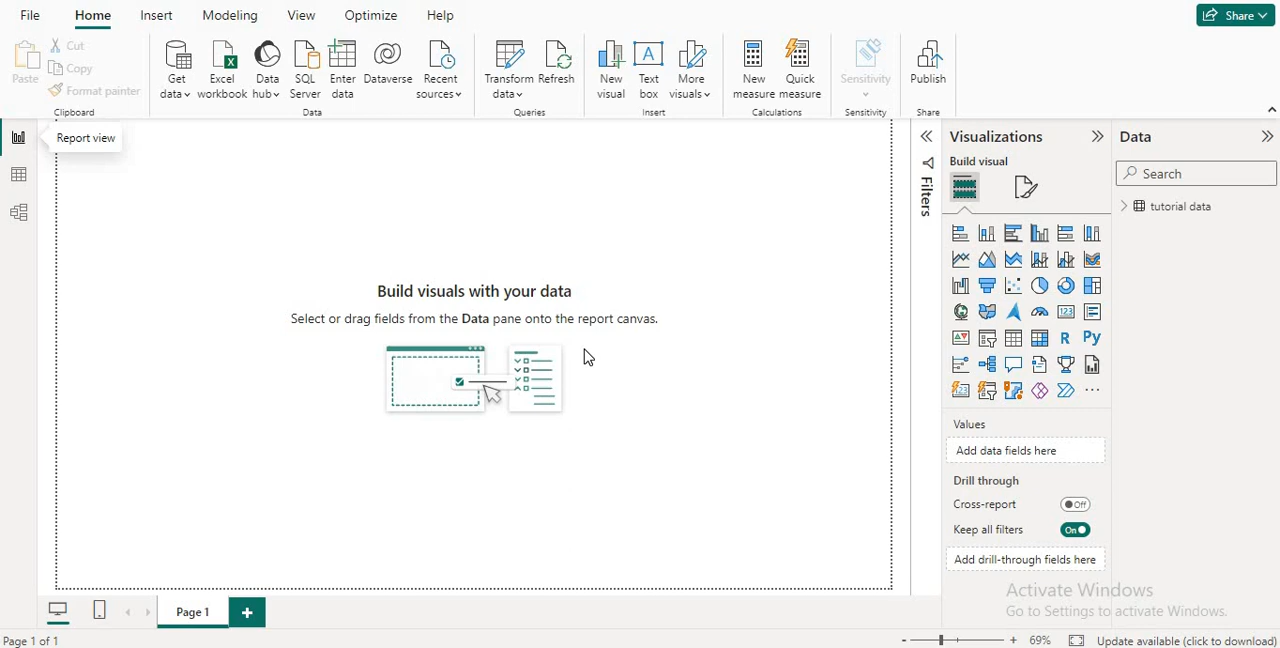 File Home Insert Modeling View Optimize Help Share
Paste Cut Copy Format painter
Clipboard
Get data Excel workbook Data hub SQL Server Enter data Dataverse Recent sources
Data
Transform data Refresh
Queries
New visual Text box More visuals
Insert
New measure Quick measure
Calculations
Sensitivity
Sensitivity
Publish
Share
Report view
Build visuals with your data
Select or drag fields from the Data pane onto the report canvas.
Filters
Visualizations
Build visual
R Py
123
Values
Add data fields here
Drill through
Cross-report Off
Keep all filters On
Add drill-through fields here
Data
Search
tutorial data
Activate Windows
Go to Settings to activate Windows.
Page 1
Page 1 of 1
- + 69% Update available (click to download)